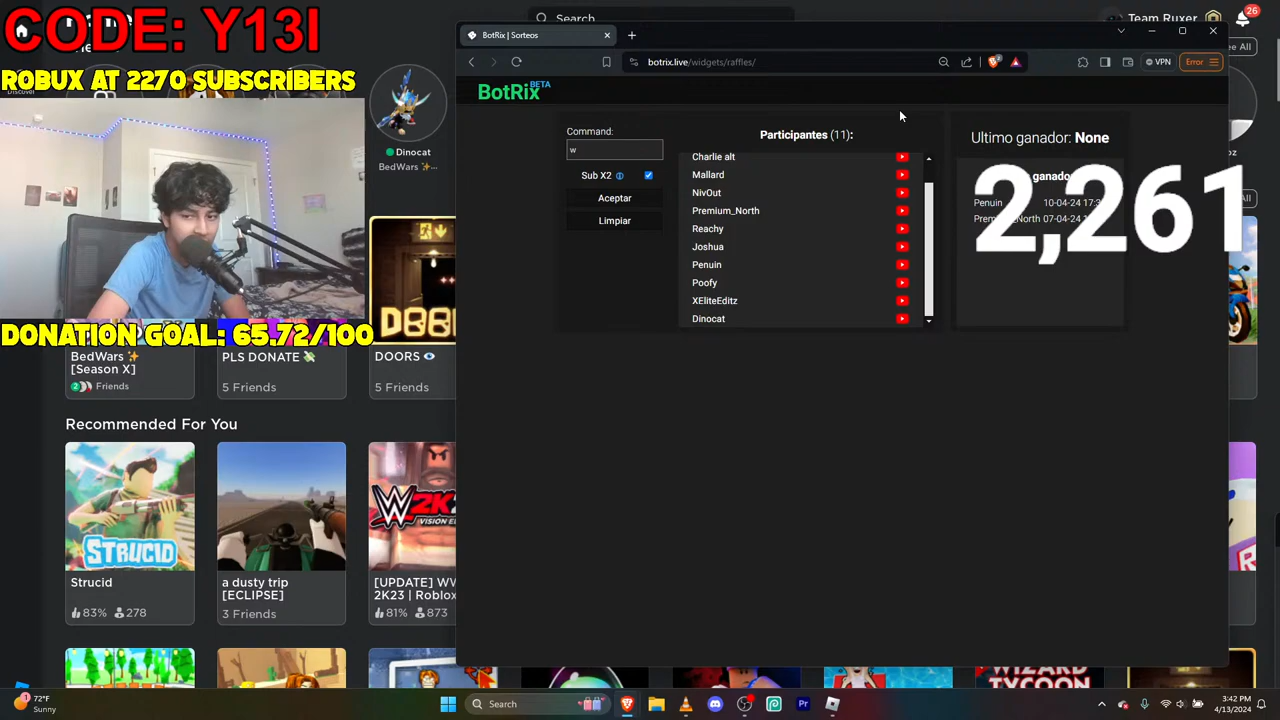 CODE: Y13I
ROBUX AT 2270 SUBSCRIBERS
DONATION GOAL: 65.72/100
Search
Team Ruxer
26
Discover
Dinocat
BedWars ✨...
BedWars ✨
[Season X]
2
Friends
PLS DONATE 💸
5 Friends
DOORS 👁️
5 Friends
Recommended For You
Strucid
83% 278
a dusty trip
[ECLIPSE]
3 Friends
[UPDATE] WW
2K23 | Roblox
81% 873
STRUCID
BotRix | Sorteos
botrix.live/widgets/raffles/
2
VPN
Error
BotRix
BETA
Command:
w
Sub X2
Aceptar
Limpiar
Participantes (11):
Charlie alt
Mallard
NivOut
Premium_North
Reachy
Joshua
Penuin
Poofy
XEliteEditz
Dinocat
Ultimo ganador: None
Penuin 10-04-24
07-04-24
2,261
WIZARD
TYCOON
72°F
Sunny
Search
3:42 PM
4/13/2024